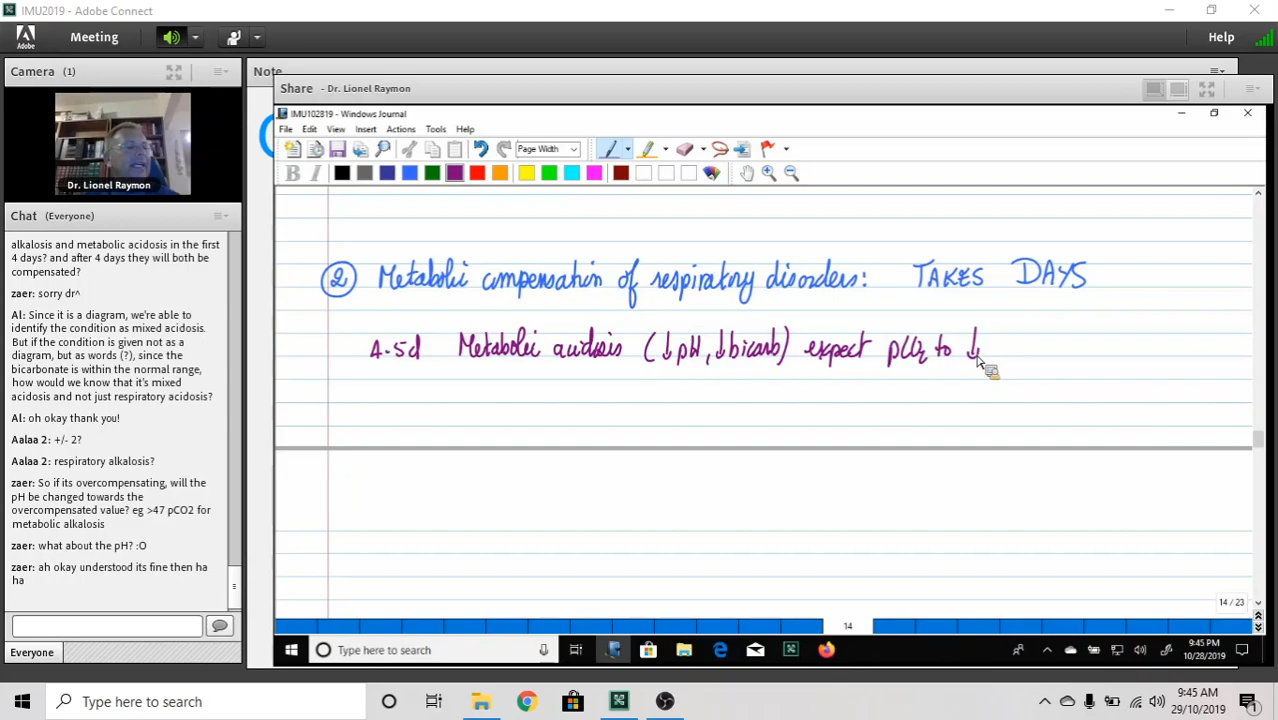 IMU2019 - Adobe Connect
Adobe
Meeting
Help
Camera (1)
Dr. Lionel Raymon
Chat (Everyone)
alkalosis and metabolic acidosis in the first
4 days? and after 4 days they will both be
compensated?
zaer: sorry dr^
Al: Since it is a diagram, we're able to
identify the condition as mixed acidosis.
But if the condition is given not as a
diagram, but as words (?), since the
bicarbonate is within the normal range,
how would we know that it's mixed
acidosis and not just respiratory acidosis?
Al: oh okay thank you!
Aalaa 2: +/- 2?
Aalaa 2: respiratory alkalosis?
zaer: So if its overcompensating, will the
pH be changed towards the
overcompensated value? eg >47 pCO2 for
metabolic alkalosis
zaer: what about the pH? :O
zaer: ah okay understood its fine then ha
ha
Everyone
Note
Share - Dr. Lionel Raymon
IMU102819 - Windows Journal
File Edit View Insert Actions Tools Help
Page Width
B I
② Metabolic compensation of respiratory disorders: TAKES DAYS
4-5d Metabolic acidosis (↓pH, ↓bicarb) expect pCO2 to ↓
14 / 23
14
Type here to search
9:45 PM
10/28/2019
Type here to search
9:45 AM
29/10/2019
1